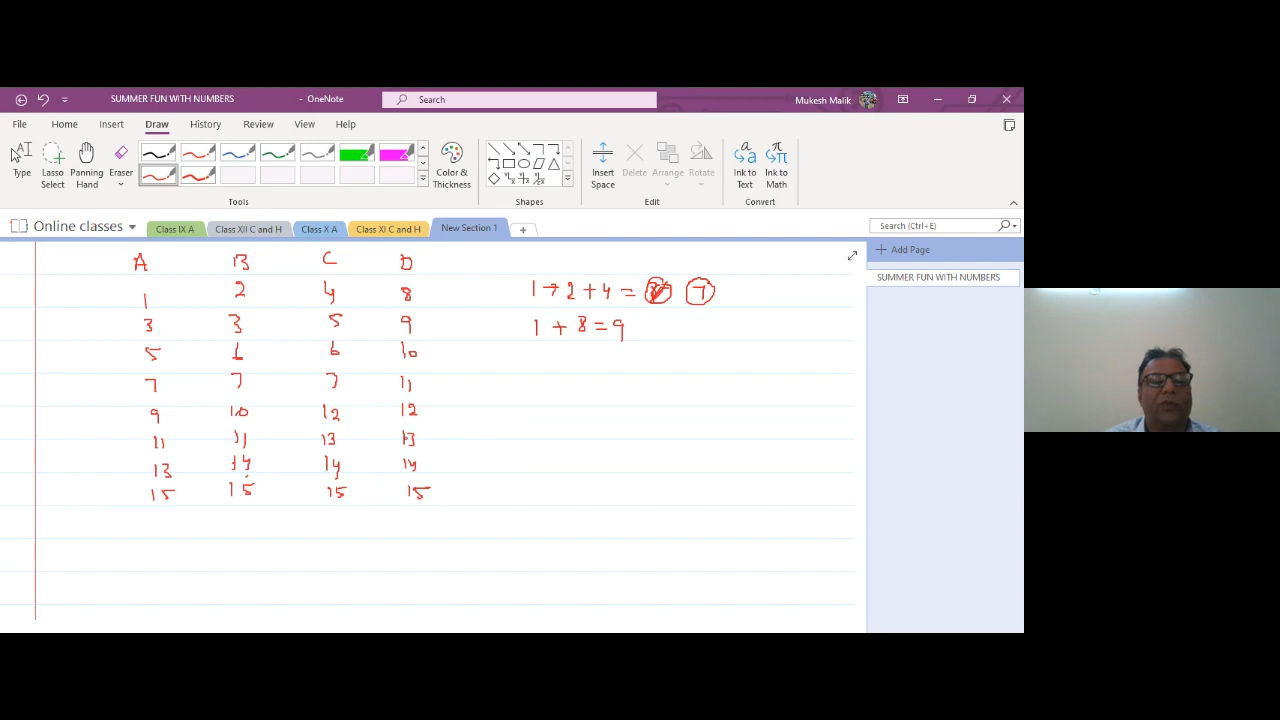 SUMMER FUN WITH NUMBERS - OneNote Search Mukesh Malik
File Home Insert Draw History Review View Help
Type Lasso Select Panning Hand Eraser Color & Thickness Insert Space Delete Arrange Rotate Ink to Text Ink to Math
Tools Shapes Edit Convert
Online classes Class IX A Class XII C and H Class X A Class XI C and H New Section 1 Search (Ctrl+E)
Add Page
SUMMER FUN WITH NUMBERS
A B C D
1 2 4 8 1 + 2 + 4 = 7
3 3 5 9 1 + 8 = 9
5 6 6 10
7 7 7 11
9 10 12 12
11 11 13 13
13 14 14 14
15 15 15 15